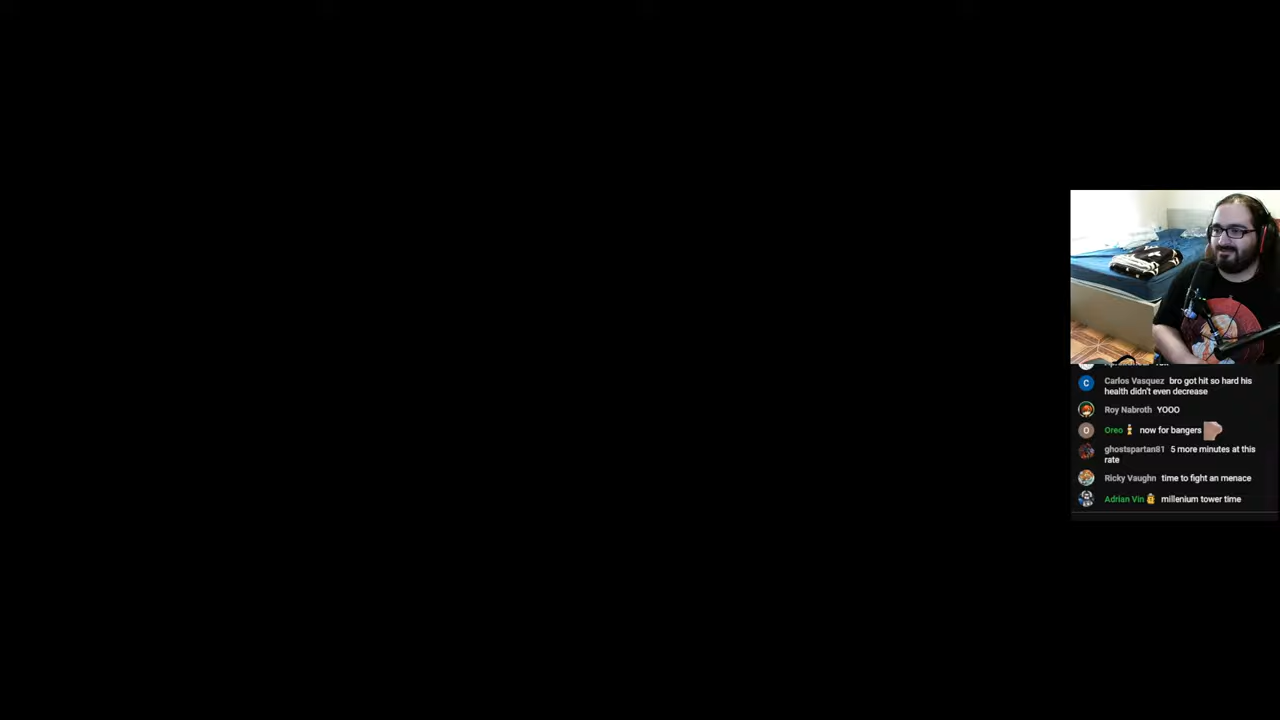 Carlos Vasquez bro got hit so hard his
health didn't even decrease
Roy Nabroth YOOO
Oreo now for bangers
ghostspartan81 5 more minutes at this
rate
Ricky Vaughn time to fight an menace
Adrian Vin millenium tower time